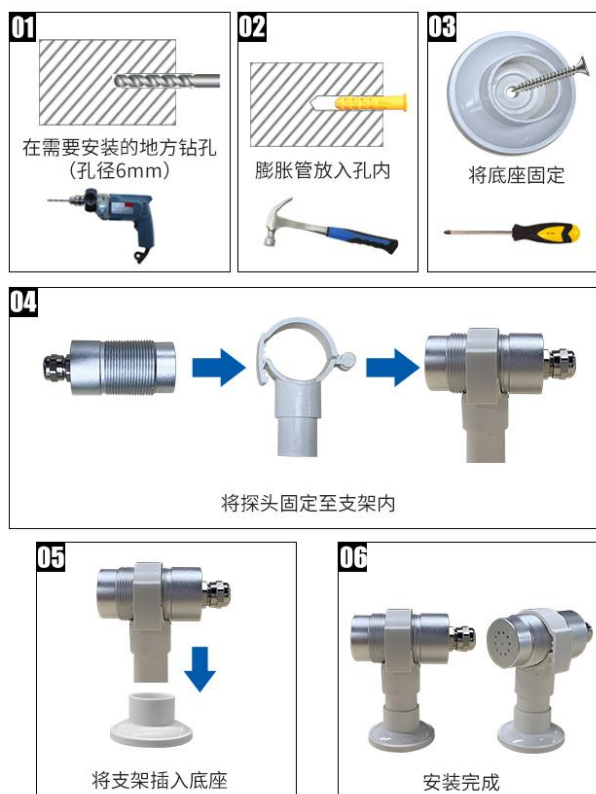 01
在需要安装的地方钻孔
（孔径6mm）
02
膨胀管放入孔内
03
将底座固定
04
将探头固定至支架内
05
将支架插入底座
06
安装完成